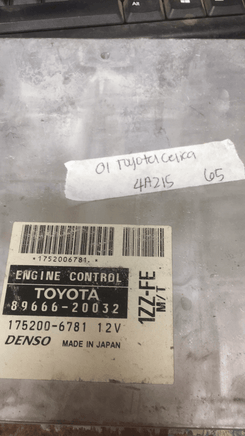 01 Toyota Celica
4A215 65
*1752006781*
ENGINE CONTROL
TOYOTA
89666-20032
175200-6781 12V
DENSO MADE IN JAPAN
1ZZ-FE
M/T